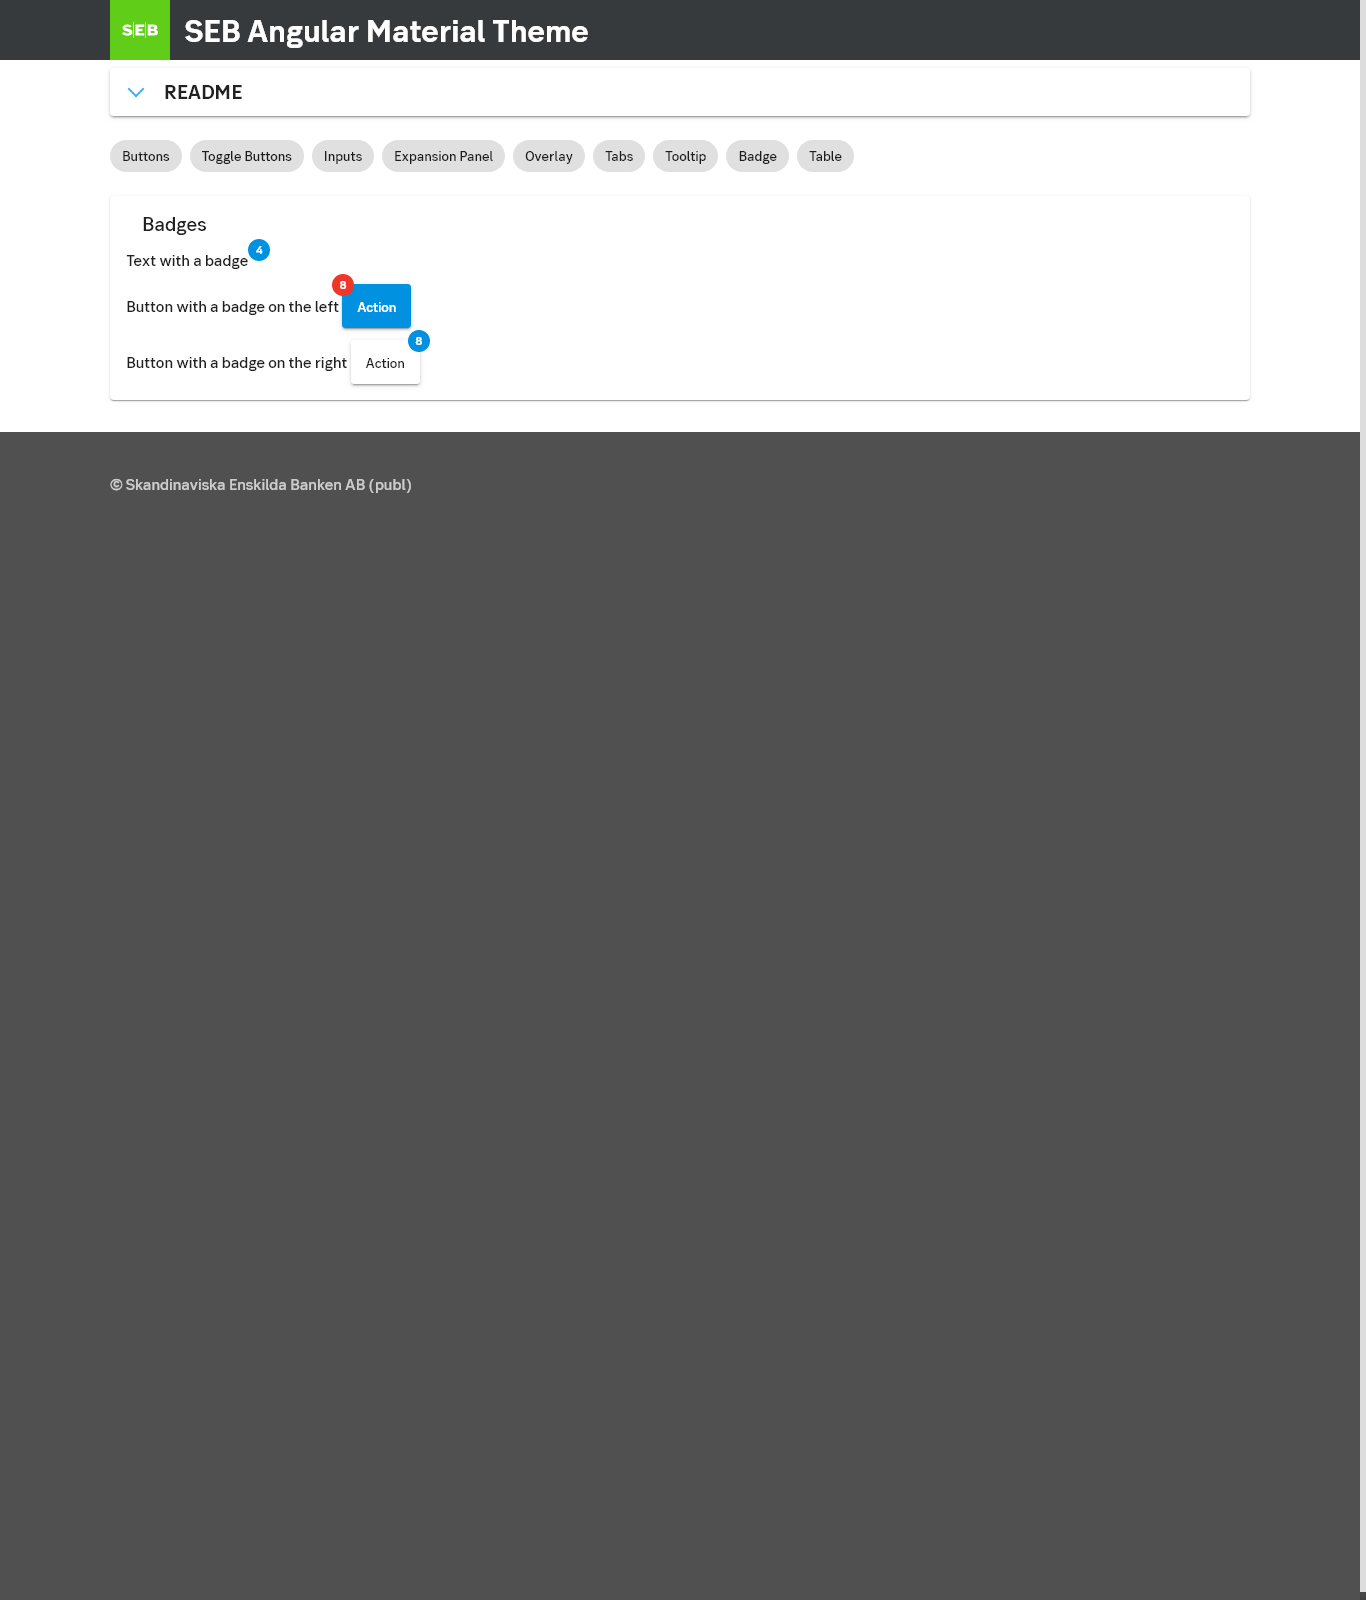 SEB SEB Angular Material Theme
README
Buttons Toggle Buttons Inputs Expansion Panel Overlay Tabs Tooltip Badge Table
Badges
Text with a badge 4
Button with a badge on the left 8 Action
Button with a badge on the right Action 8
© Skandinaviska Enskilda Banken AB (publ)